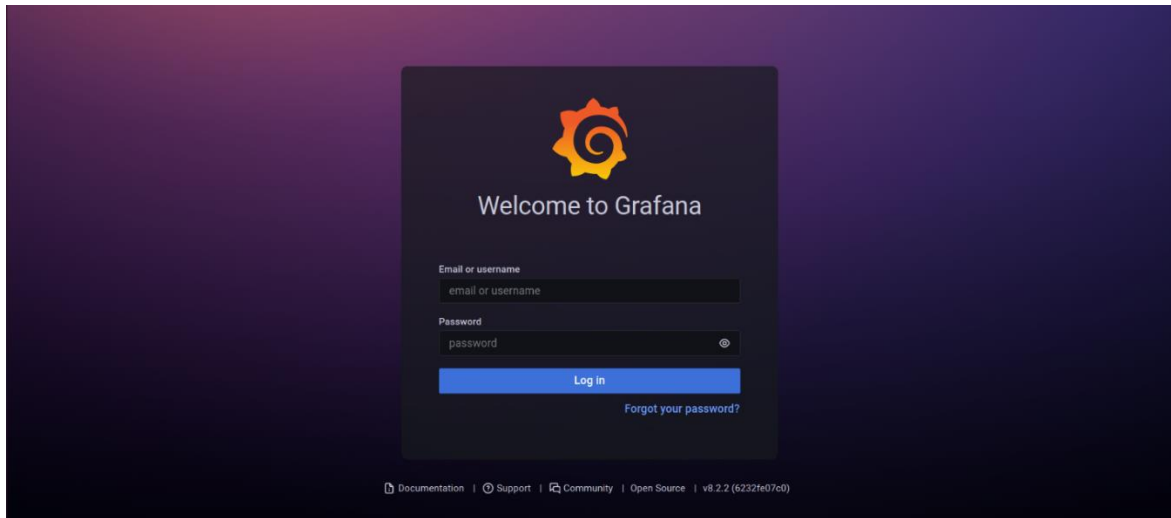 Welcome to Grafana
Email or username
email or username
Password
password
Log in
Forgot your password?
Documentation | Support | Community | Open Source | v8.2.2 (6232fe07c0)